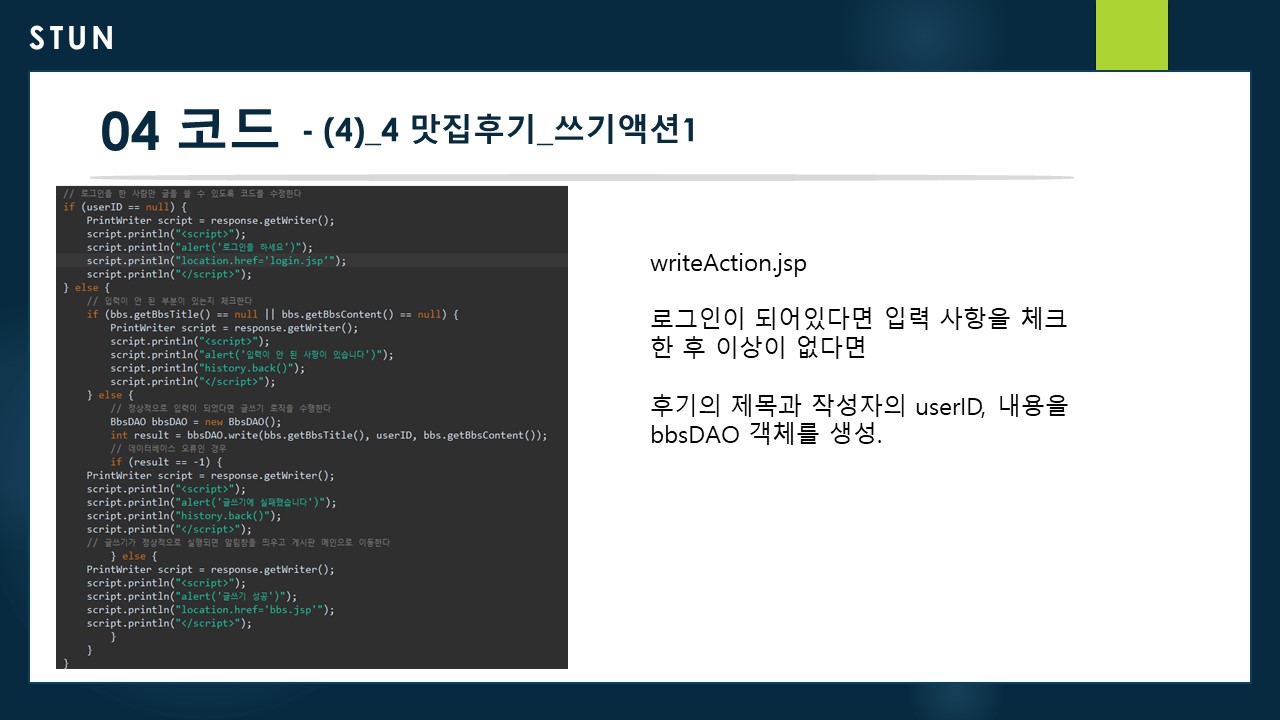 STUN
04 코드 - (4)_4 맛집후기_쓰기액션1
// 로그인을 한 사람만 글을 쓸 수 있도록 코드를 수정한다
if (userID == null) {
PrintWriter script = response.getWriter();
script.println("<script>");
script.println("alert('로그인을 하세요')");
script.println("location.href='login.jsp'");
script.println("</script>");
} else {
// 입력이 안 된 부분이 있는지 체크한다
if (bbs.getBbsTitle() == null || bbs.getBbsContent() == null) {
PrintWriter script = response.getWriter();
script.println("<script>");
script.println("alert('입력이 안 된 사항이 있습니다')");
script.println("history.back()");
script.println("</script>");
} else {
// 정상적으로 입력이 되었다면 글쓰기 로직을 수행한다
BbsDAO bbsDAO = new BbsDAO();
int result = bbsDAO.write(bbs.getBbsTitle(), userID, bbs.getBbsContent());
// 데이터베이스 오류인 경우
if (result == -1) {
PrintWriter script = response.getWriter();
script.println("<script>");
script.println("alert('글쓰기에 실패했습니다')");
script.println("history.back()");
script.println("</script>");
// 글쓰기가 정상적으로 실행되면 알림창을 띄우고 게시판 메인으로 이동한다
} else {
PrintWriter script = response.getWriter();
script.println("<script>");
script.println("alert('글쓰기 성공')");
script.println("location.href='bbs.jsp'");
script.println("</script>");
}
}
}
writeAction.jsp
로그인이 되어있다면 입력 사항을 체크
한 후 이상이 없다면
후기의 제목과 작성자의 userID, 내용을
bbsDAO 객체를 생성.